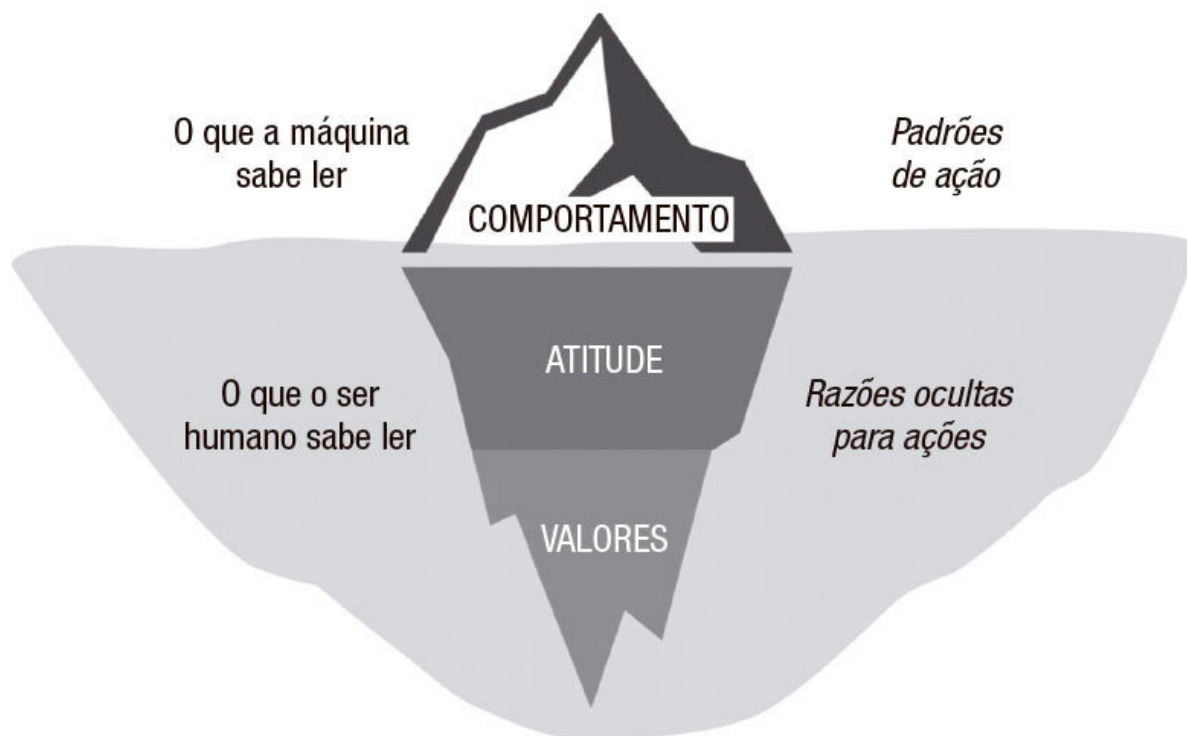 O que a máquina
sabe ler
Padrões
de ação
COMPORTAMENTO
ATITUDE
O que o ser
humano sabe ler
Razões ocultas
para ações
VALORES